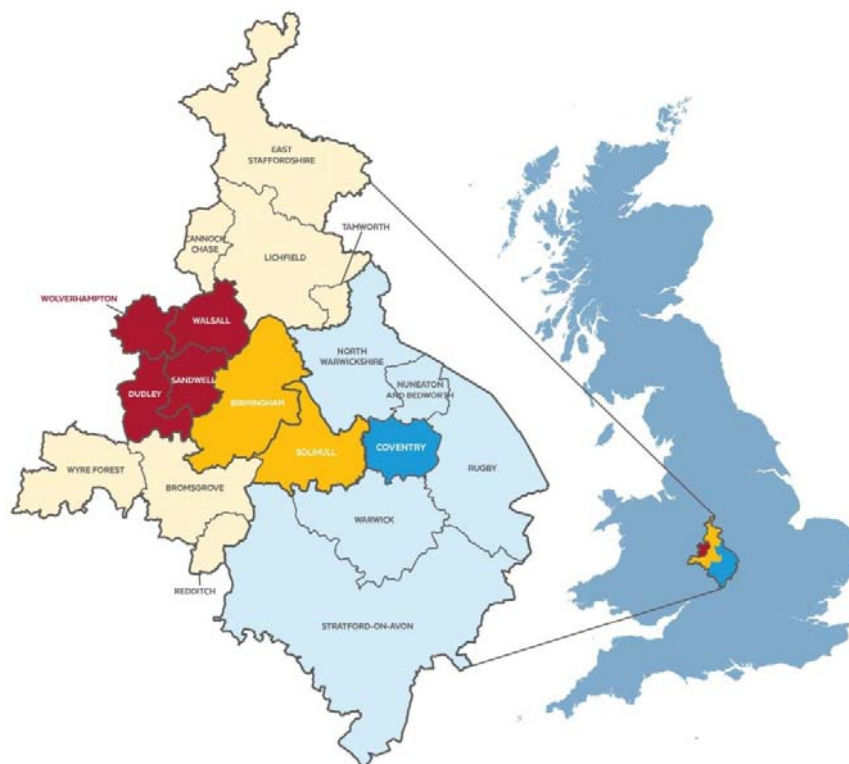 EAST
STAFFORDSHIRE
TAMWORTH
CANNOCK
CHASE
LICHFIELD
WOLVERHAMPTON
WALSALL
NORTH
WARWICKSHIRE
NUNEATON
AND BEDWORTH
DUDLEY
SANDWELL
BIRMINGHAM
SOLIHULL
COVENTRY
RUGBY
WYRE FOREST
BROMSGROVE
WARWICK
REDDITCH
STRATFORD-ON-AVON